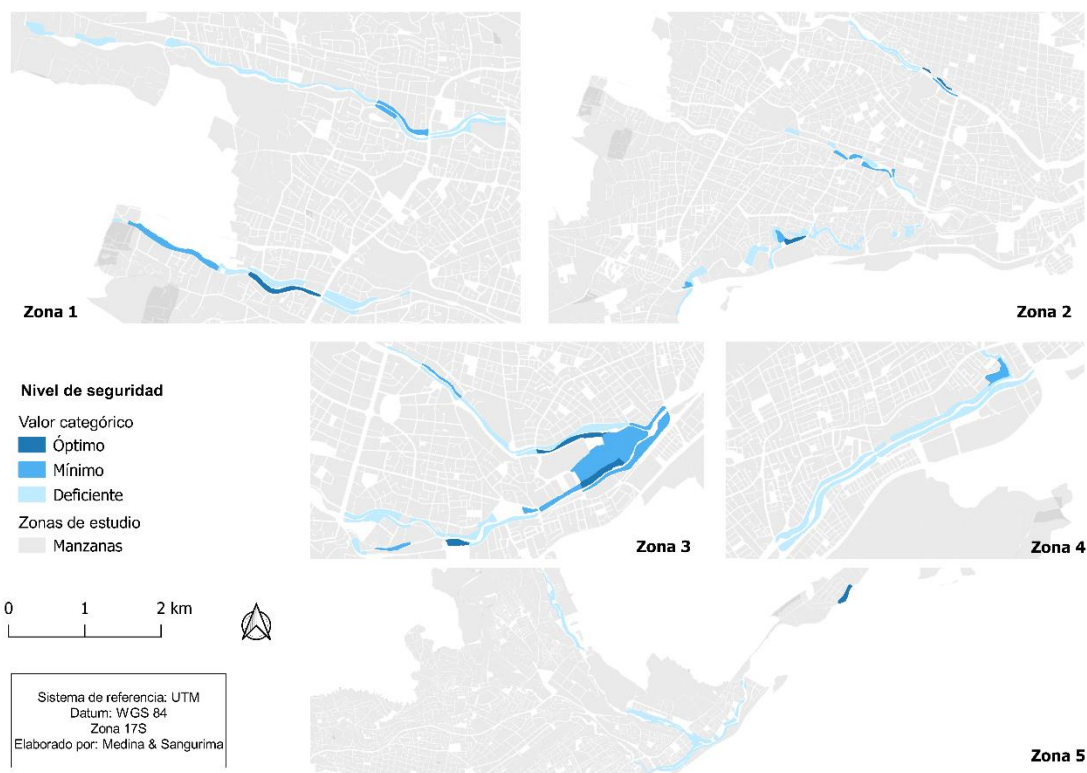 Zona 1
Zona 2
Nivel de seguridad
Valor categórico
Óptimo
Mínimo
Deficiente
Zonas de estudio
Manzanas
Zona 3
Zona 4
0 1 2 km
Sistema de referencia: UTM
Datum: WGS 84
Zona 17S
Elaborado por: Medina & Sangurima
Zona 5